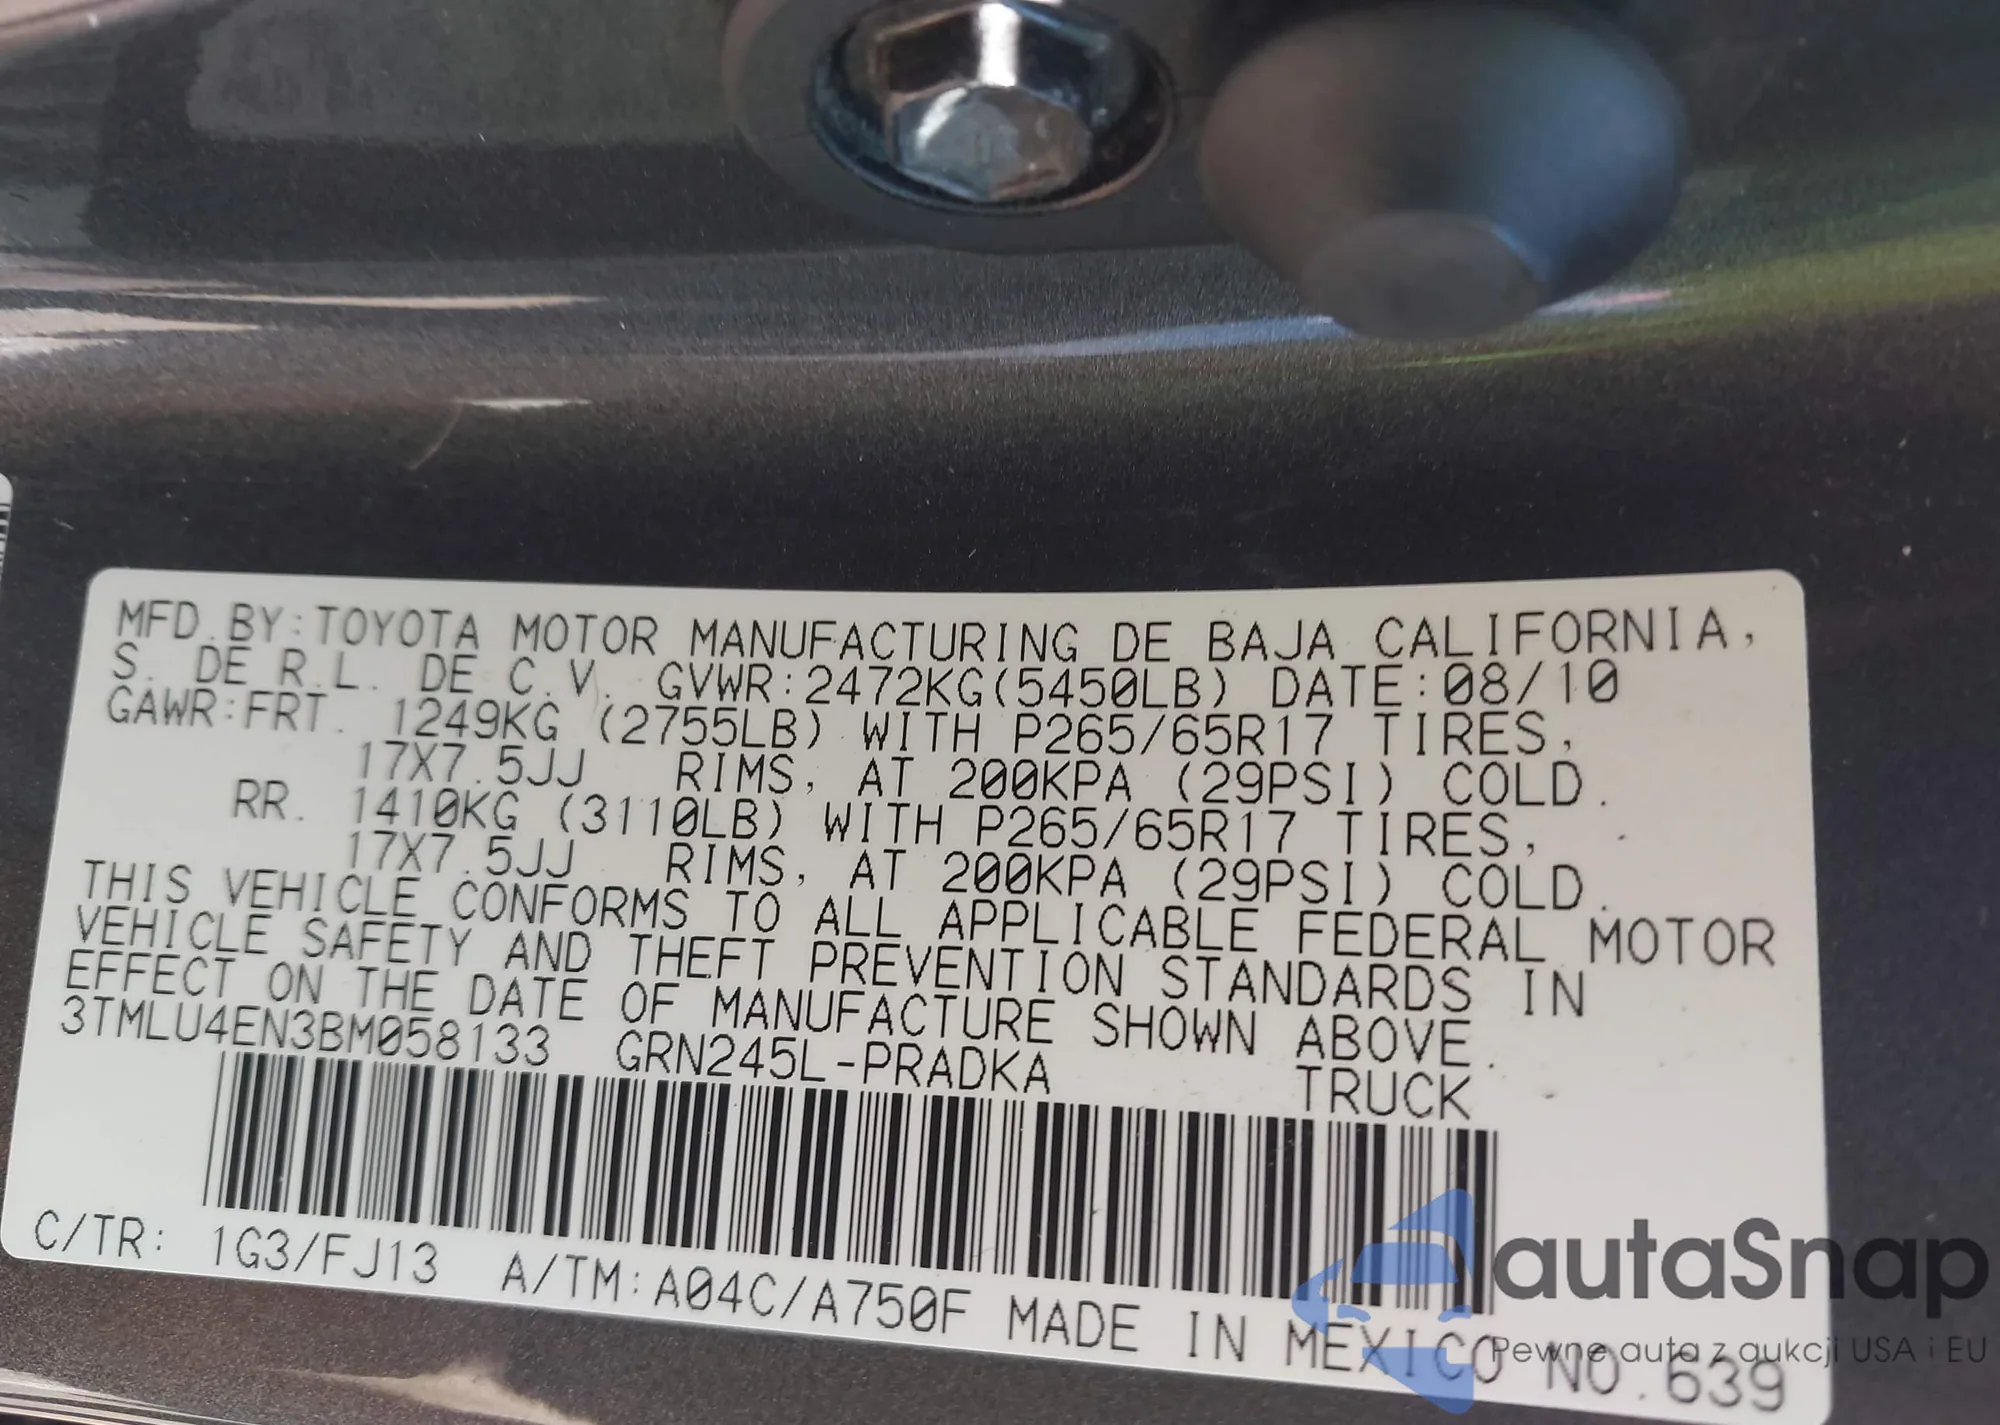 MFD.BY:TOYOTA MOTOR MANUFACTURING DE BAJA CALIFORNIA,
S. DE R.L. DE C.V. GVWR:2472KG(5450LB) DATE:08/10
GAWR:FRT. 1249KG (2755LB) WITH P265/65R17 TIRES,
17X7.5JJ RIMS, AT 200KPA (29PSI) COLD.
RR. 1410KG (3110LB) WITH P265/65R17 TIRES,
17X7.5JJ RIMS, AT 200KPA (29PSI) COLD.
THIS VEHICLE CONFORMS TO ALL APPLICABLE FEDERAL MOTOR
VEHICLE SAFETY AND THEFT PREVENTION STANDARDS IN
EFFECT ON THE DATE OF MANUFACTURE SHOWN ABOVE.
3TMLU4EN3BM058133 GRN245L-PRADKA TRUCK
C/TR: 1G3/FJ13 A/TM:A04C/A750F MADE IN MEXICO NO.639
autaSnap
Pewne auta z aukcji USA i EU